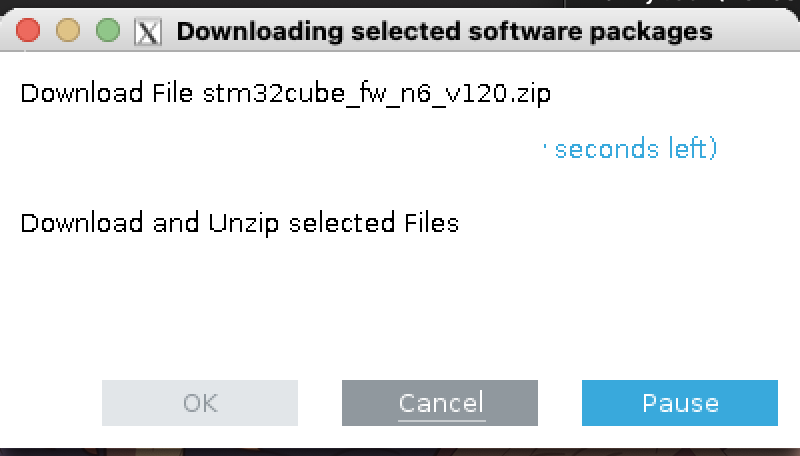 Downloading selected software packages
Download File stm32cube_fw_n6_v120.zip
seconds left)
Download and Unzip selected Files
OK
Cancel
Pause